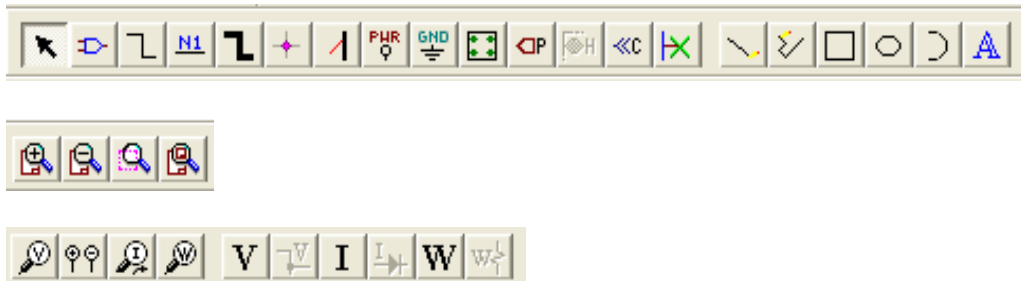 N1 PWR GND P H C A
+ -
V + - I W V V I I W W